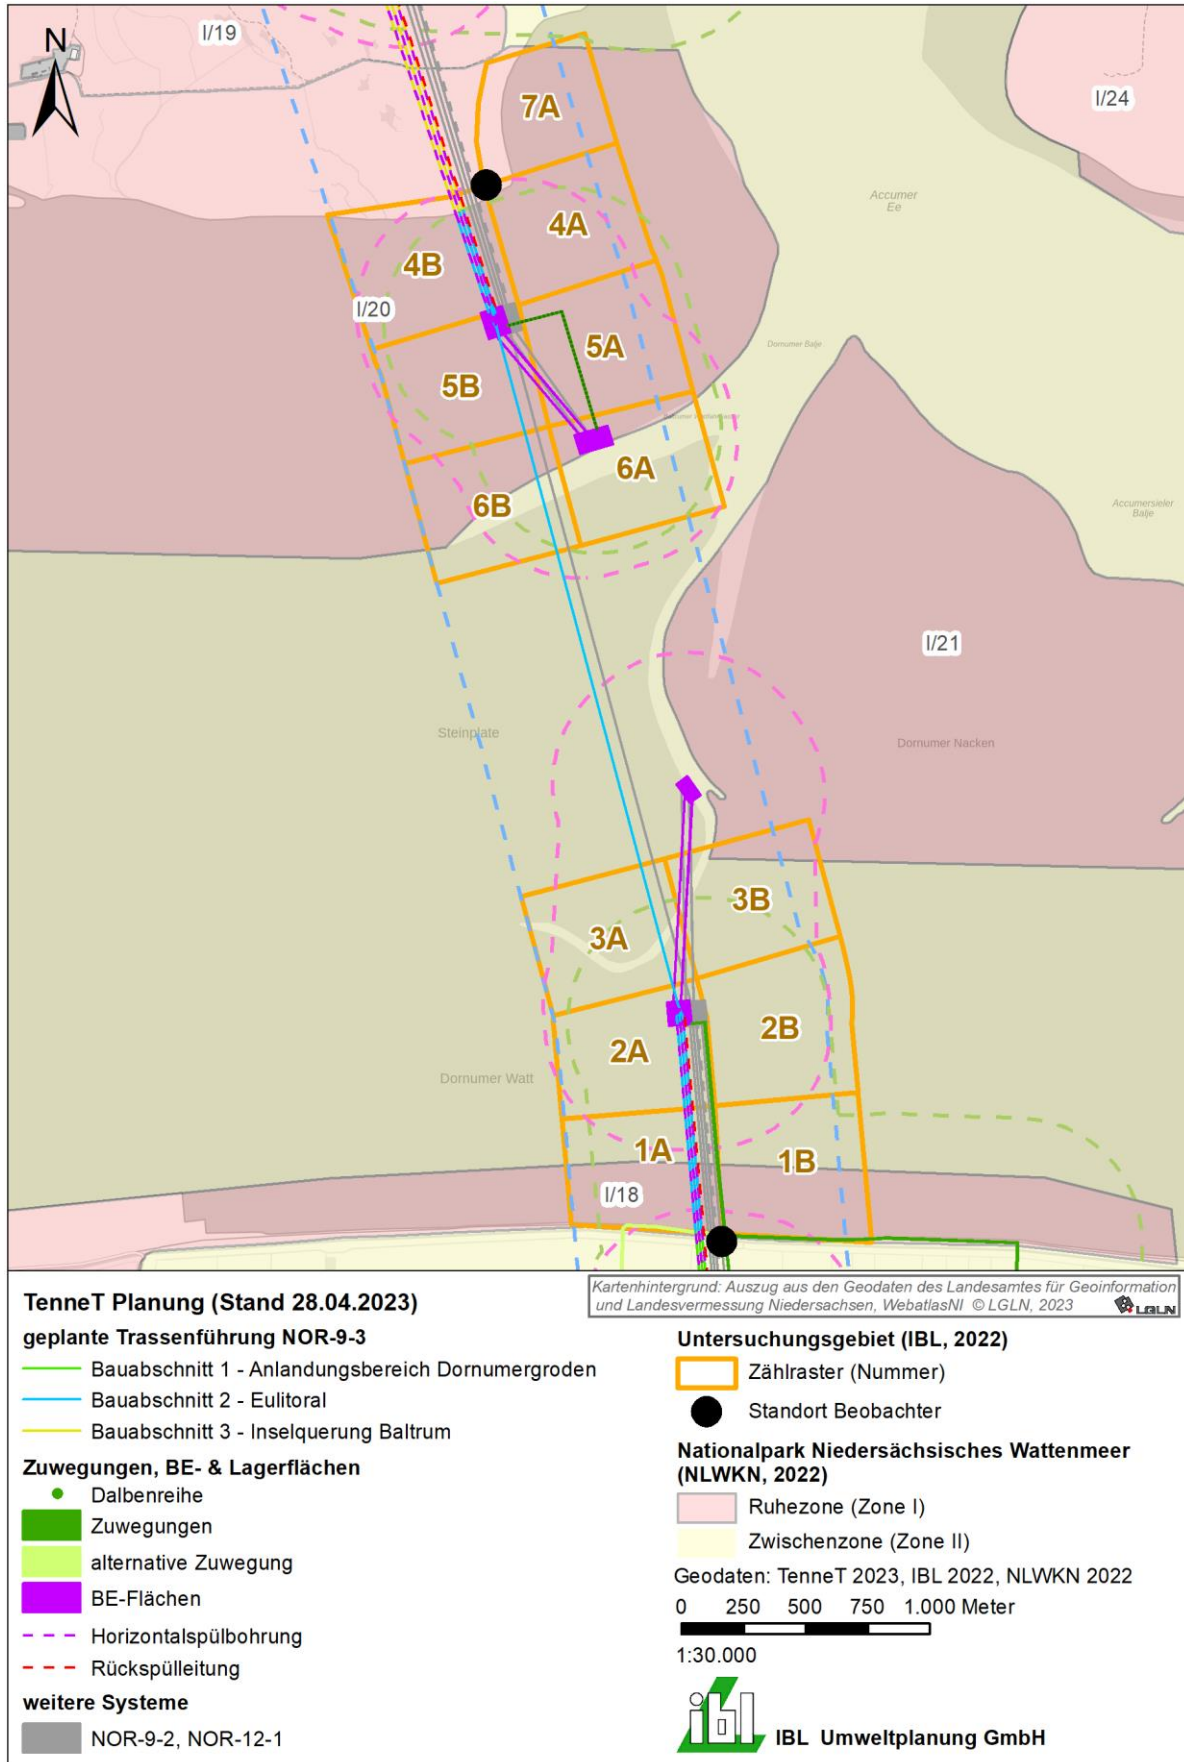 I/19
N
7A
I/24
Accumer
Ee
4A
4B
I/20
5A
Dornumer Balje
5B
6A
6B
Accumersieler
Balje
I/21
Steinplate
Dornumer Nacken
3B
3A
2B
2A
Dornumer Watt
1A
1B
I/18
Kartenhintergrund: Auszug aus den Geodaten des Landesamtes für Geoinformation
und Landesvermessung Niedersachsen, WebatlasNI © LGLN, 2023
LGLN
TenneT Planung (Stand 28.04.2023)
geplante Trassenführung NOR-9-3
Bauabschnitt 1 - Anlandungsbereich Dornumergroden
Bauabschnitt 2 - Eulitoral
Bauabschnitt 3 - Inselquerung Baltrum
Zuwegungen, BE- & Lagerflächen
Dalbenreihe
Zuwegungen
alternative Zuwegung
BE-Flächen
Horizontalspülbohrung
Rückspülleitung
weitere Systeme
NOR-9-2, NOR-12-1
Untersuchungsgebiet (IBL, 2022)
Zählraster (Nummer)
Standort Beobachter
Nationalpark Niedersächsisches Wattenmeer
(NLWKN, 2022)
Ruhezone (Zone I)
Zwischenzone (Zone II)
Geodaten: TenneT 2023, IBL 2022, NLWKN 2022
0 250 500 750 1.000 Meter
1:30.000
ibl
IBL Umweltplanung GmbH